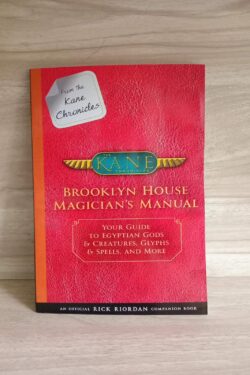 From the
Kane
Chronicles
THE
KANE
CHRONICLES
BROOKLYN HOUSE
MAGICIAN'S MANUAL
YOUR GUIDE
TO EGYPTIAN GODS
& CREATURES, GLYPHS
& SPELLS, AND MORE
AN OFFICIAL RICK RIORDAN COMPANION BOOK